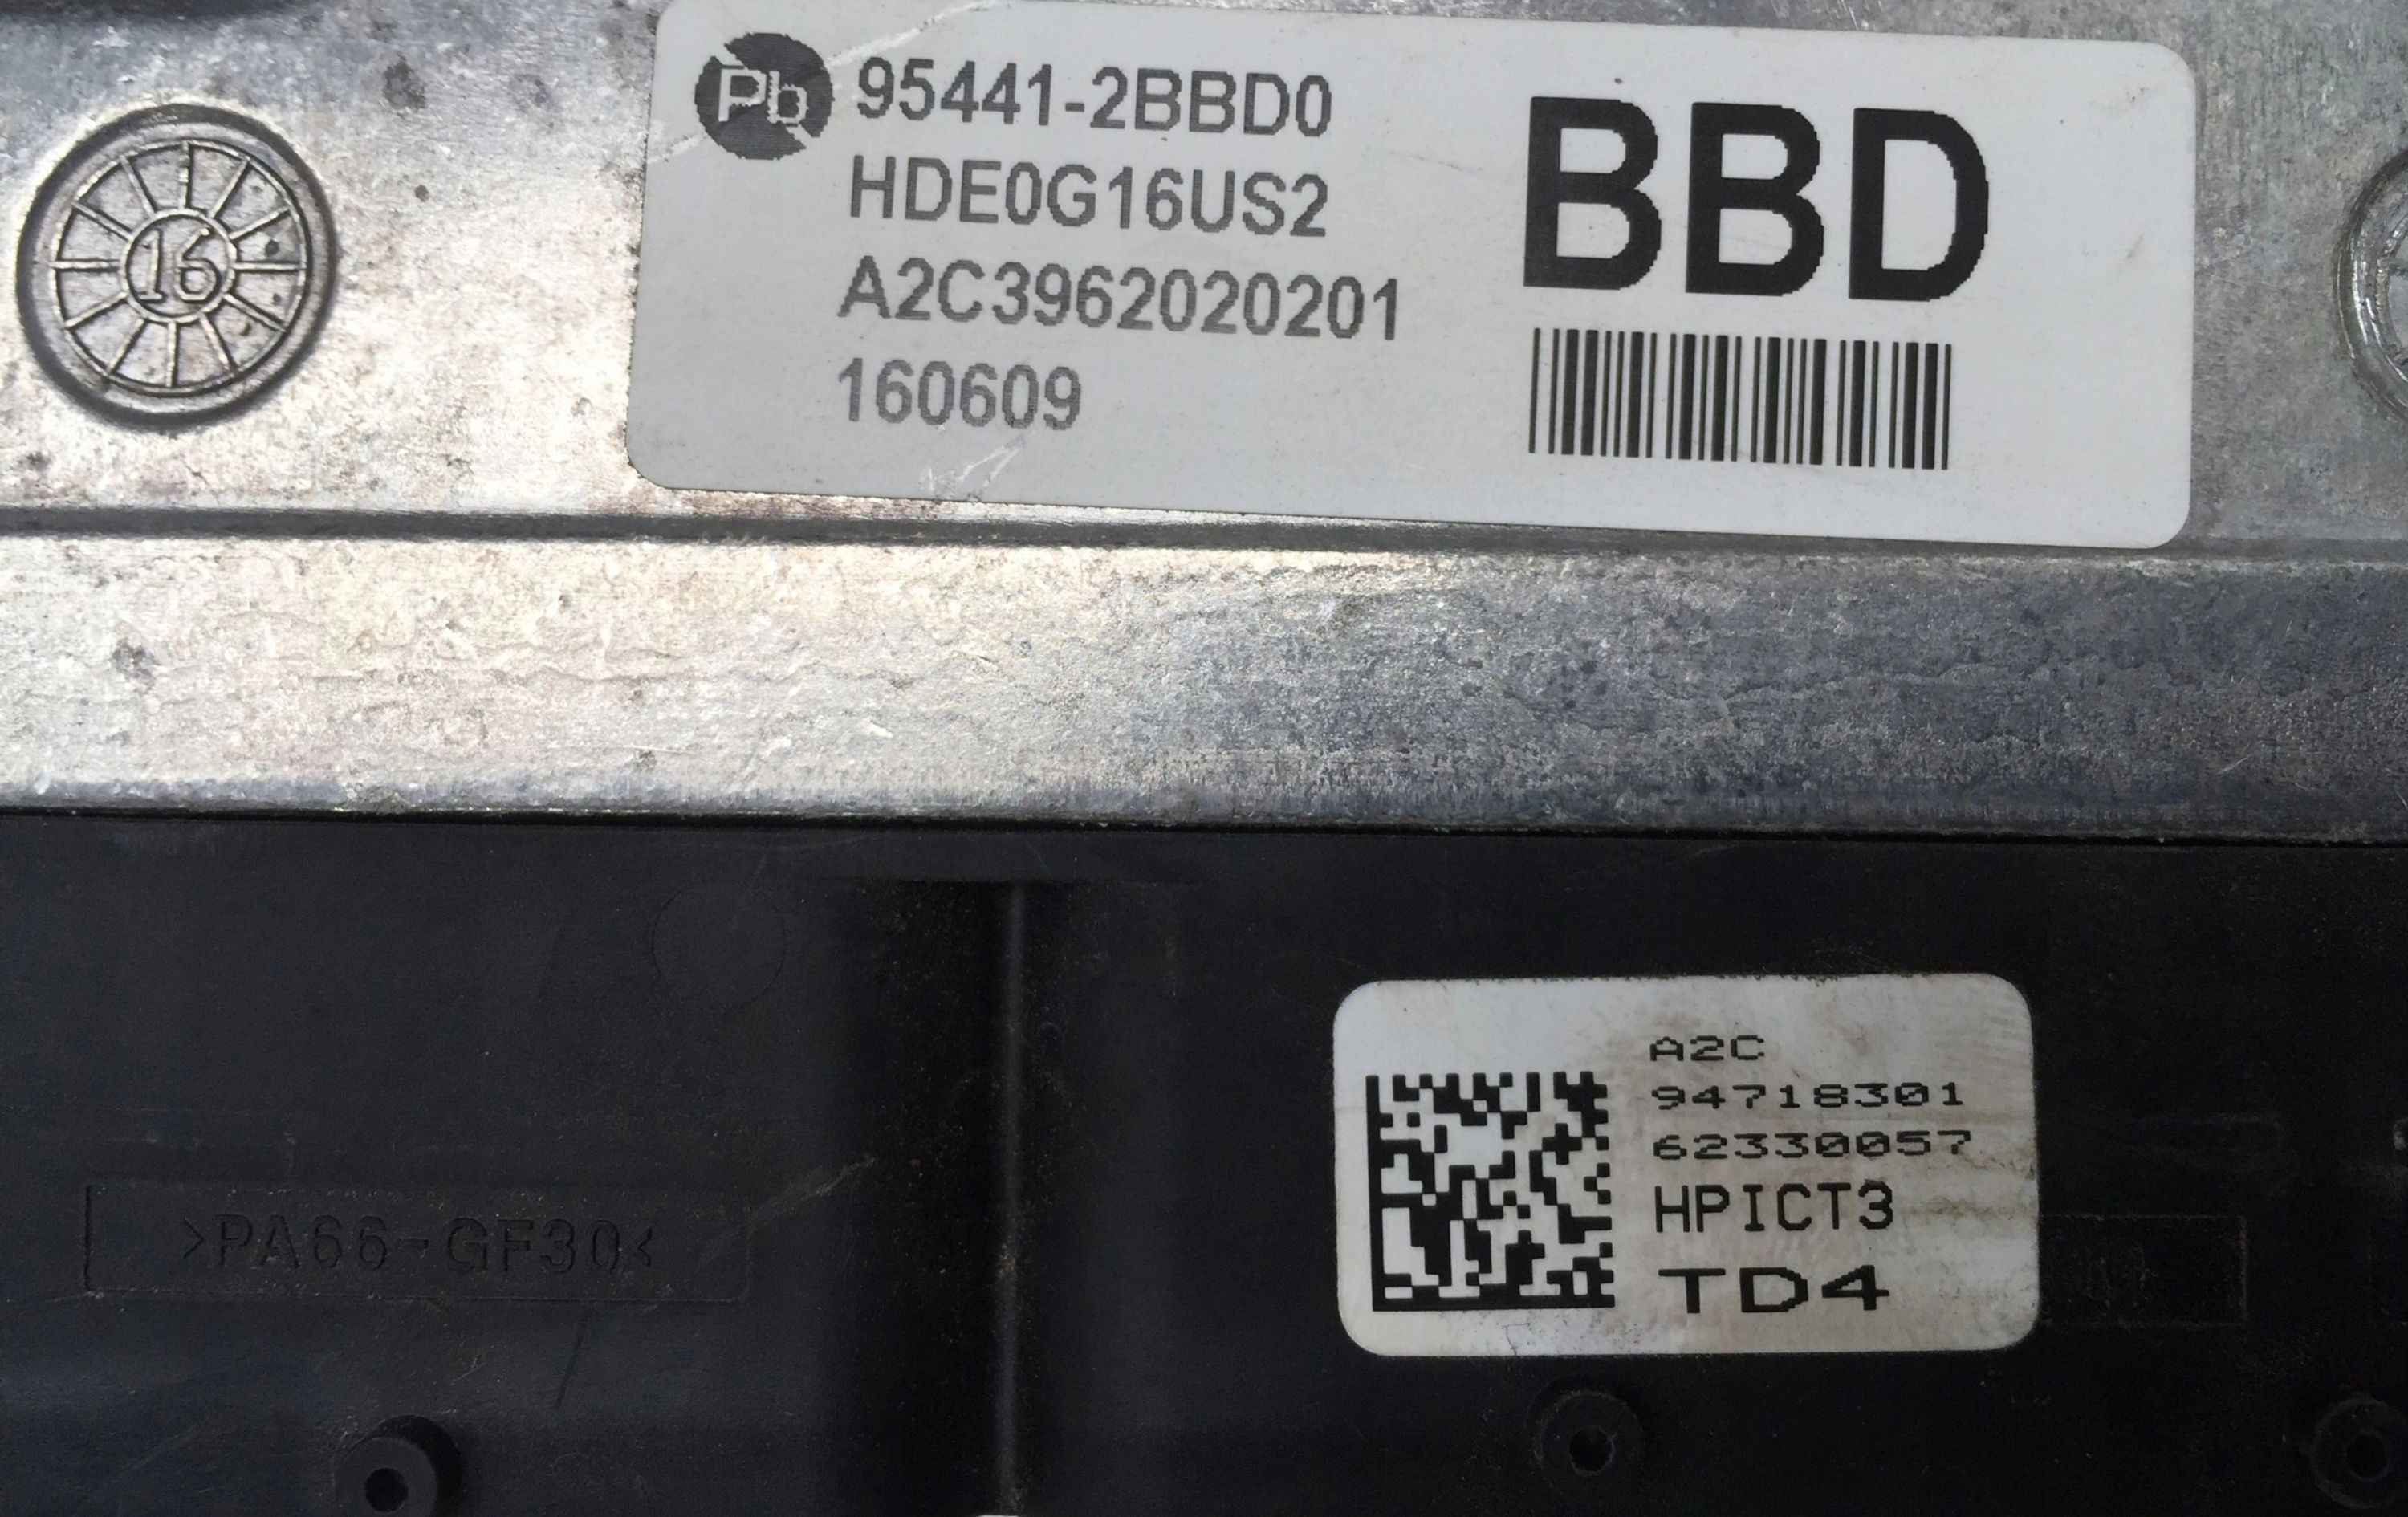 16
Pb 95441-2BBD0
HDE0G16US2
A2C3962020201
160609
BBD
A2C
94718301
62330057
HPICT3
TD4
>PA66-GF30<